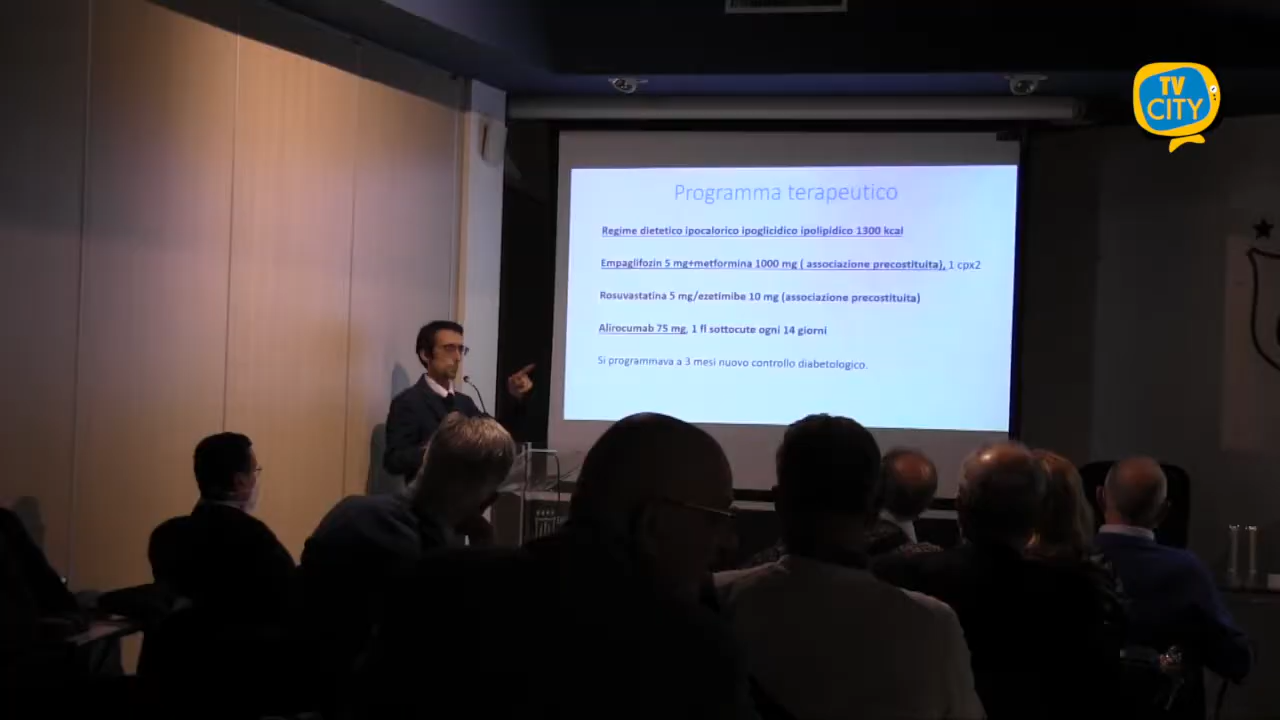 TV
CITY
Programma terapeutico
Regime dietetico ipocalorico ipoglicidico ipolipidico 1300 kcal
Empaglifozin 5 mg+metformina 1000 mg ( associazione precostituita), 1 cpx2
Rosuvastatina 5 mg/ezetimibe 10 mg (associazione precostituita)
Alirocumab 75 mg, 1 fl sottocute ogni 14 giorni
Si programmava a 3 mesi nuovo controllo diabetologico.